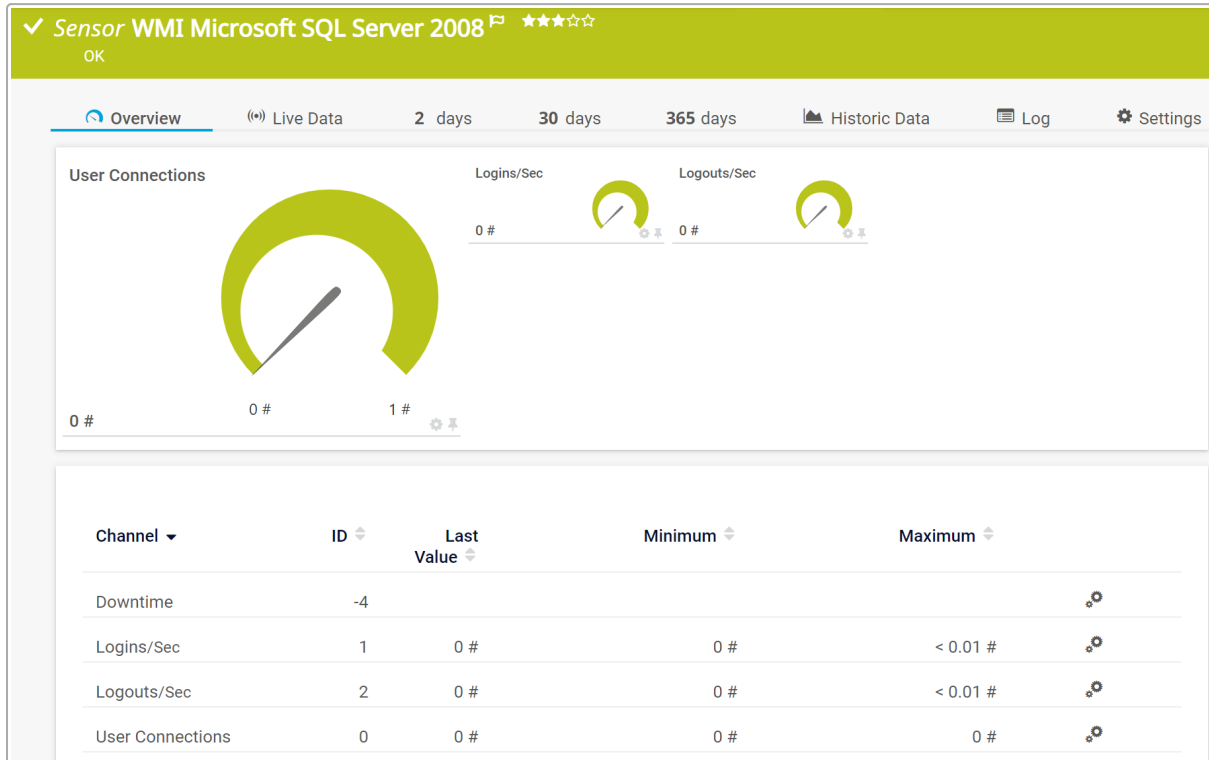 Sensor WMI Microsoft SQL Server 2008
OK
Overview Live Data 2 days 30 days 365 days Historic Data Log Settings
User Connections
0 #
0 # 1 #
Logins/Sec
0 #
Logouts/Sec
0 #
Channel ID Last Value Minimum Maximum
Downtime -4
Logins/Sec 1 0 # 0 # < 0.01 #
Logouts/Sec 2 0 # 0 # < 0.01 #
User Connections 0 0 # 0 # 0 #